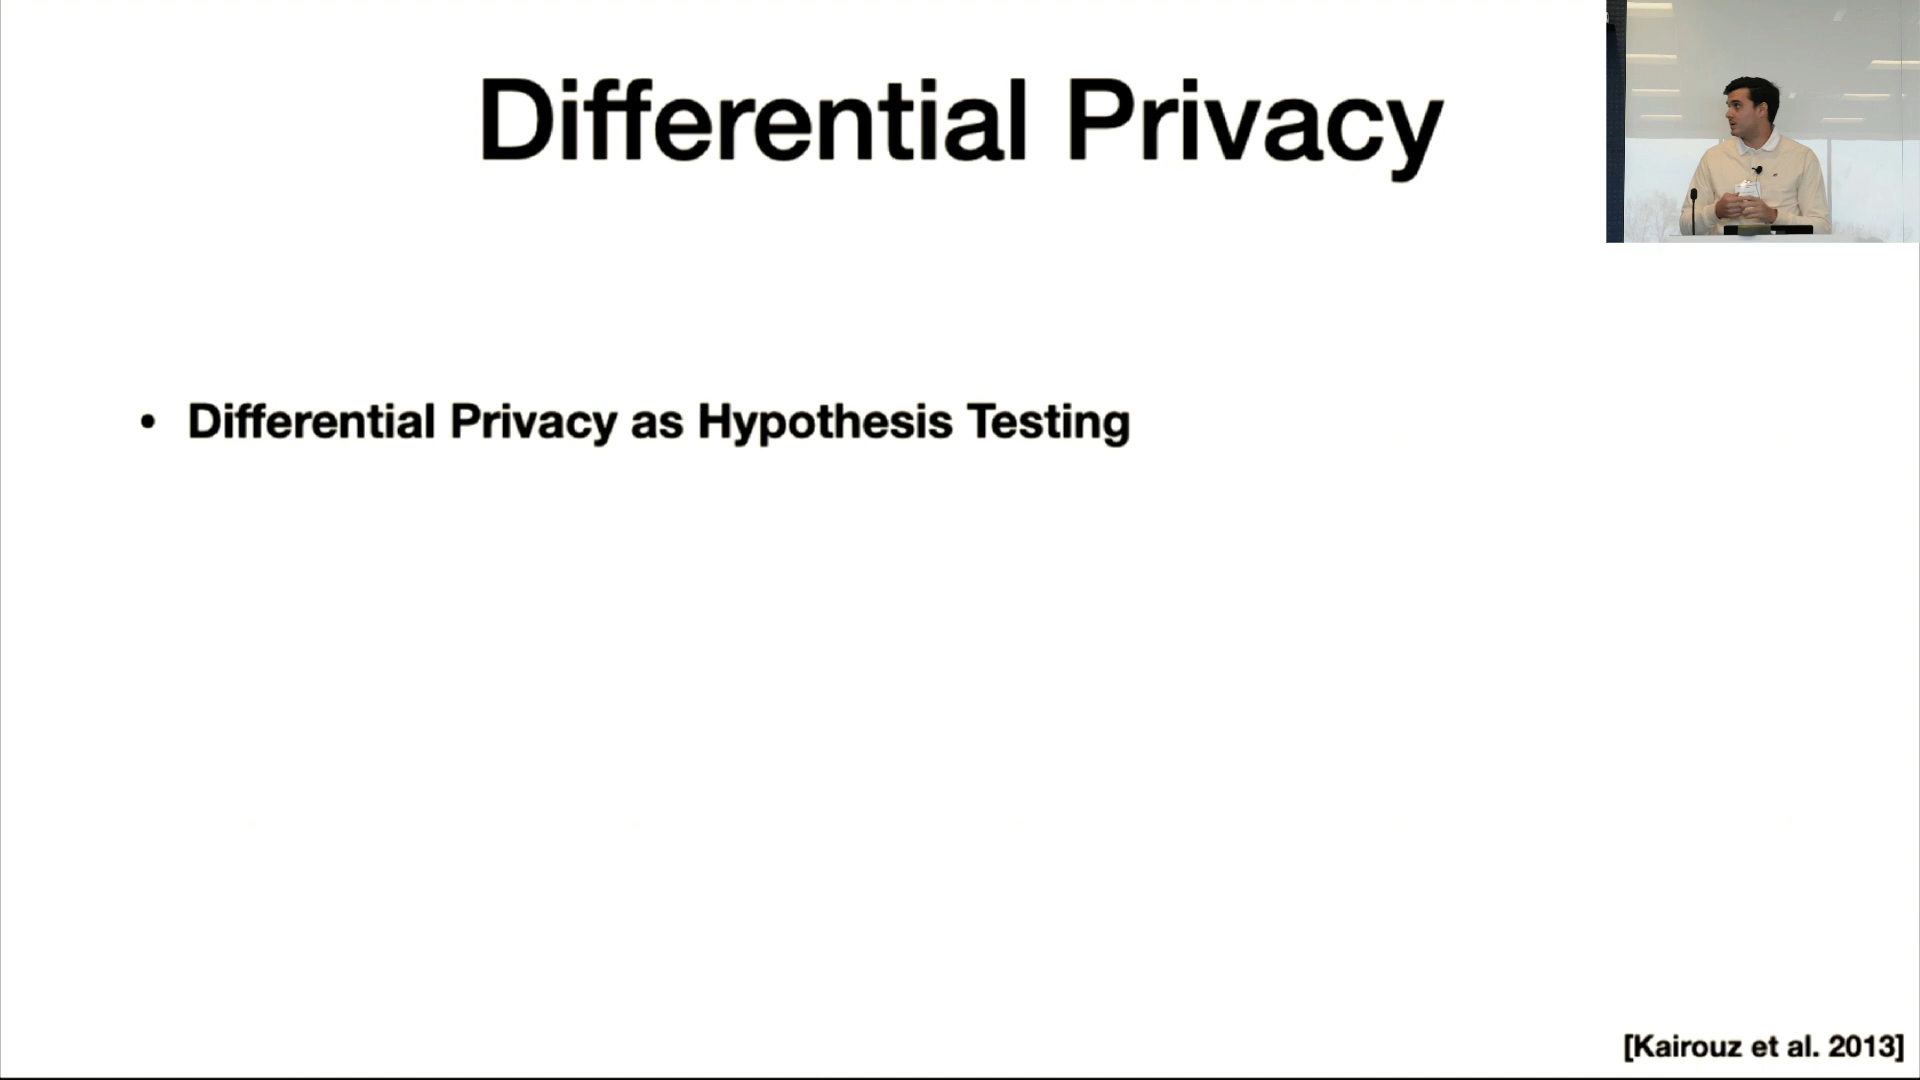 Differential Privacy
• Differential Privacy as Hypothesis Testing
[Kairouz et al. 2013]